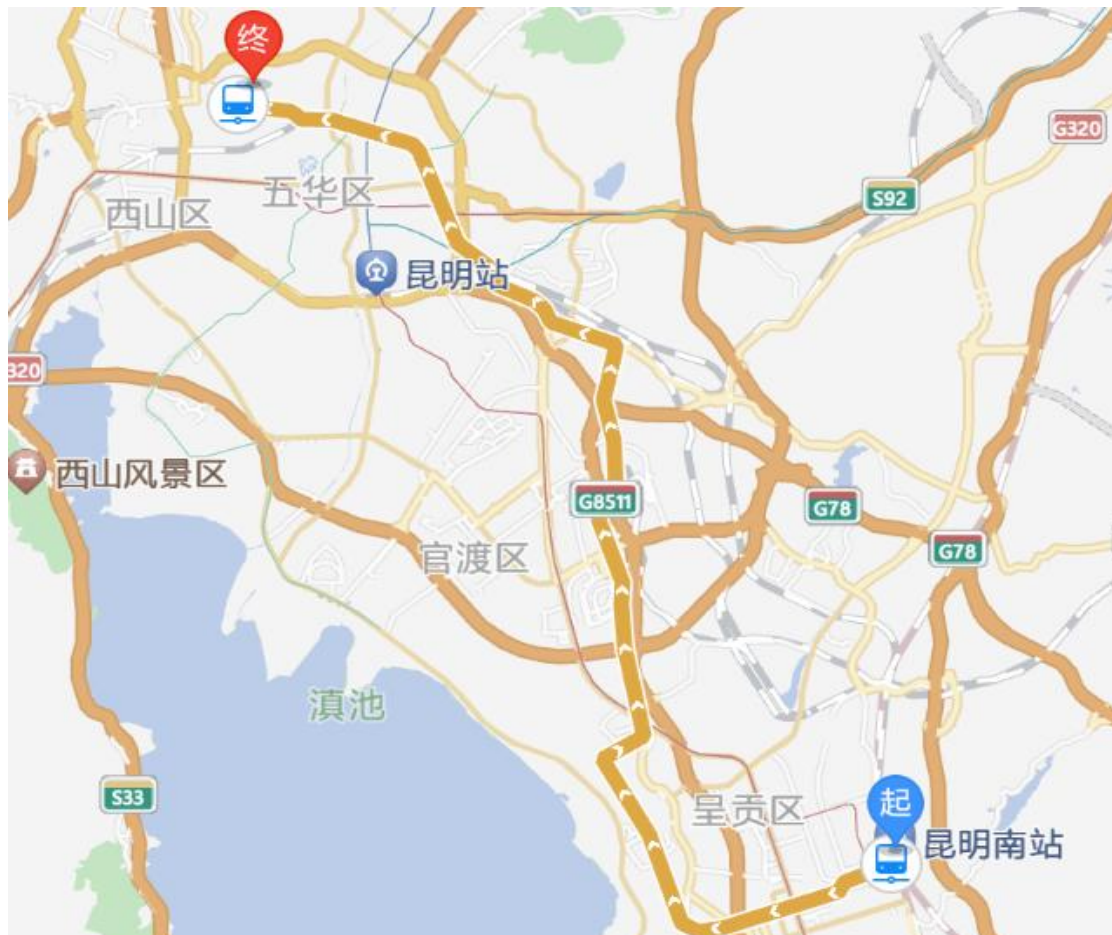 终
G320
五华区
S92
西山区
昆明站
320
西山风景区
G8511
G78
官渡区
G78
滇池
S33
起
呈贡区
昆明南站